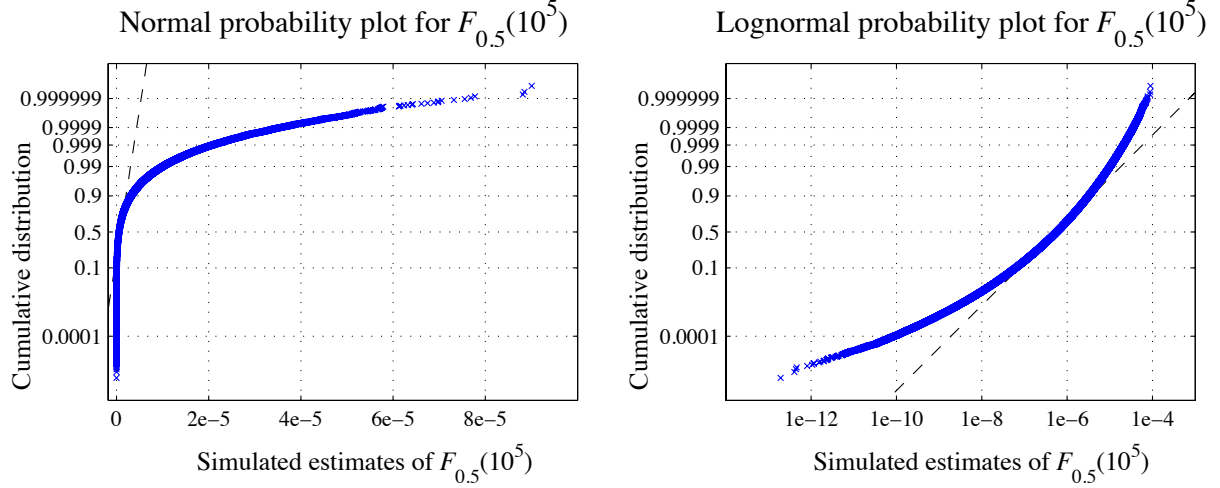 Normal probability plot for F_0.5(10^5)
0.999999
0.9999
0.999
0.99
0.9
0.5
0.1
0.0001
Cumulative distribution
0 2e−5 4e−5 6e−5 8e−5
Simulated estimates of F_0.5(10^5)
Lognormal probability plot for F_0.5(10^5)
0.999999
0.9999
0.999
0.99
0.9
0.5
0.1
0.0001
Cumulative distribution
1e−12 1e−10 1e−8 1e−6 1e−4
Simulated estimates of F_0.5(10^5)